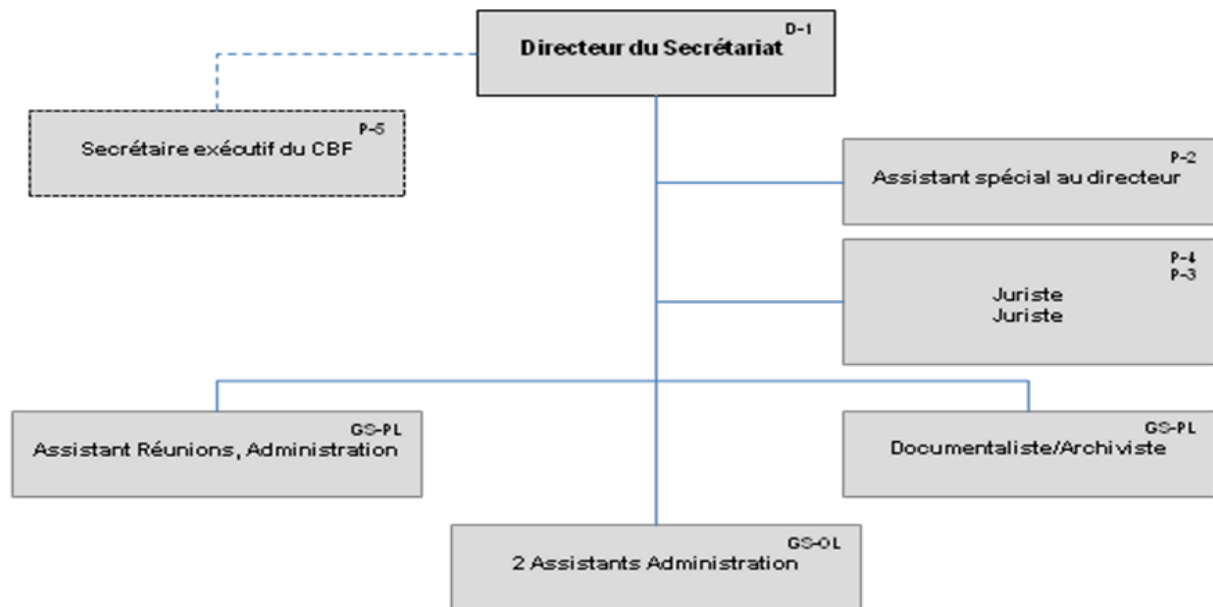 D-1
Directeur du Secrétariat
P-5
Secrétaire exécutif du CBF
P-2
Assistant spécial au directeur
P-4
P-3
Juriste
Juriste
GS-PL
Assistant Réunions, Administration
GS-PL
Documentaliste/Archiviste
GS-OL
2 Assistants Administration